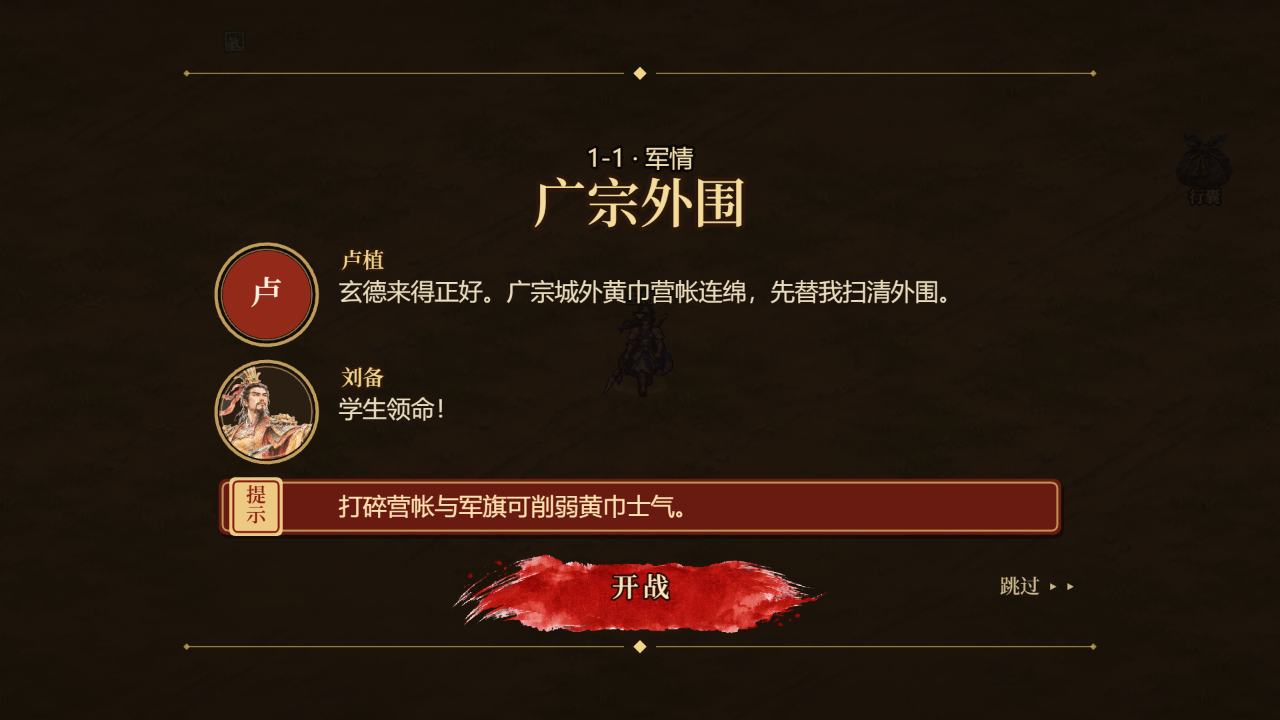 1-1 · 军情
广宗外围
卢
卢植
玄德来得正好。广宗城外黄巾营帐连绵，先替我扫清外围。
刘备
学生领命！
提示
打碎营帐与军旗可削弱黄巾士气。
开战
跳过
行囊